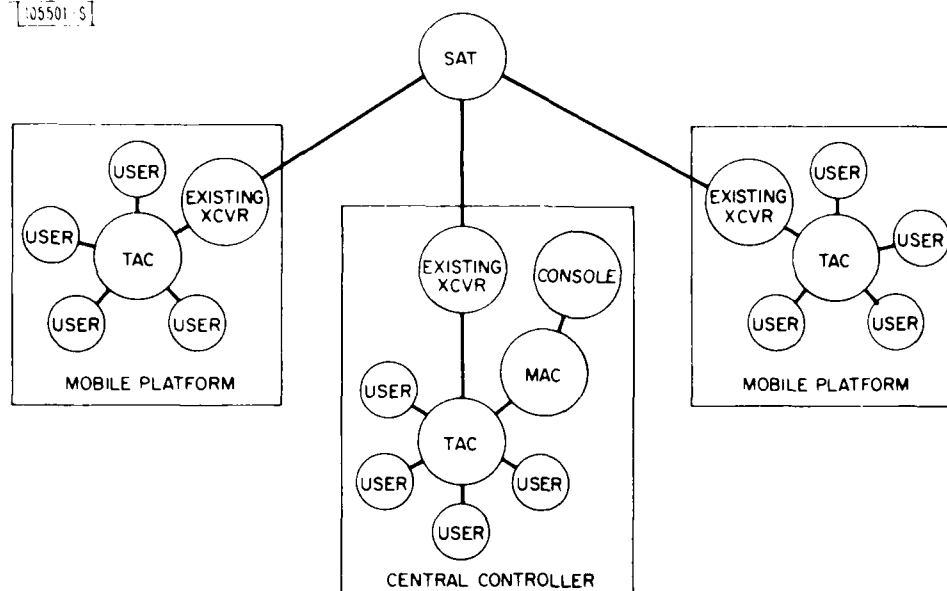 105501-S
SAT
USER
EXISTING
XCVR
USER
TAC
USER
USER
MOBILE PLATFORM
EXISTING
XCVR
CONSOLE
MAC
USER
TAC
USER
USER
USER
CENTRAL CONTROLLER
EXISTING
XCVR
USER
USER
TAC
USER
USER
MOBILE PLATFORM